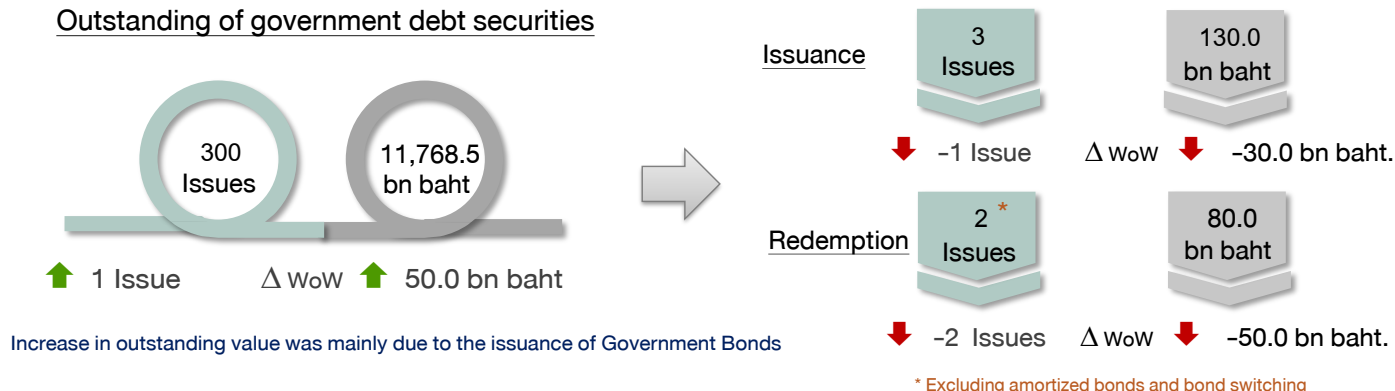 Outstanding of government debt securities
300
Issues
11,768.5
bn baht
1 Issue
Δ WoW
50.0 bn baht
Increase in outstanding value was mainly due to the issuance of Government Bonds
Issuance
3
Issues
130.0
bn baht
-1 Issue
Δ WoW
-30.0 bn baht.
Redemption
2 *
Issues
80.0
bn baht
-2 Issues
Δ WoW
-50.0 bn baht.
* Excluding amortized bonds and bond switching